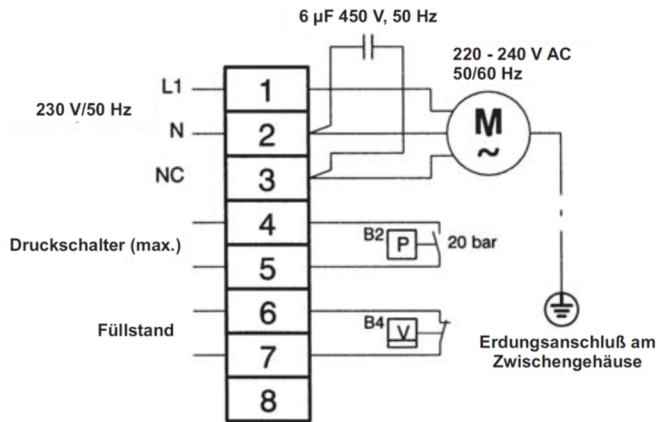 6 µF 450 V, 50 Hz
220 - 240 V AC
50/60 Hz
L1
1
230 V/50 Hz
N
2
M
~
NC
3
4
Druckschalter (max.)
B2
P
20 bar
5
6
Füllstand
B4
V
7
Erdungsanschluß am
Zwischengehäuse
8